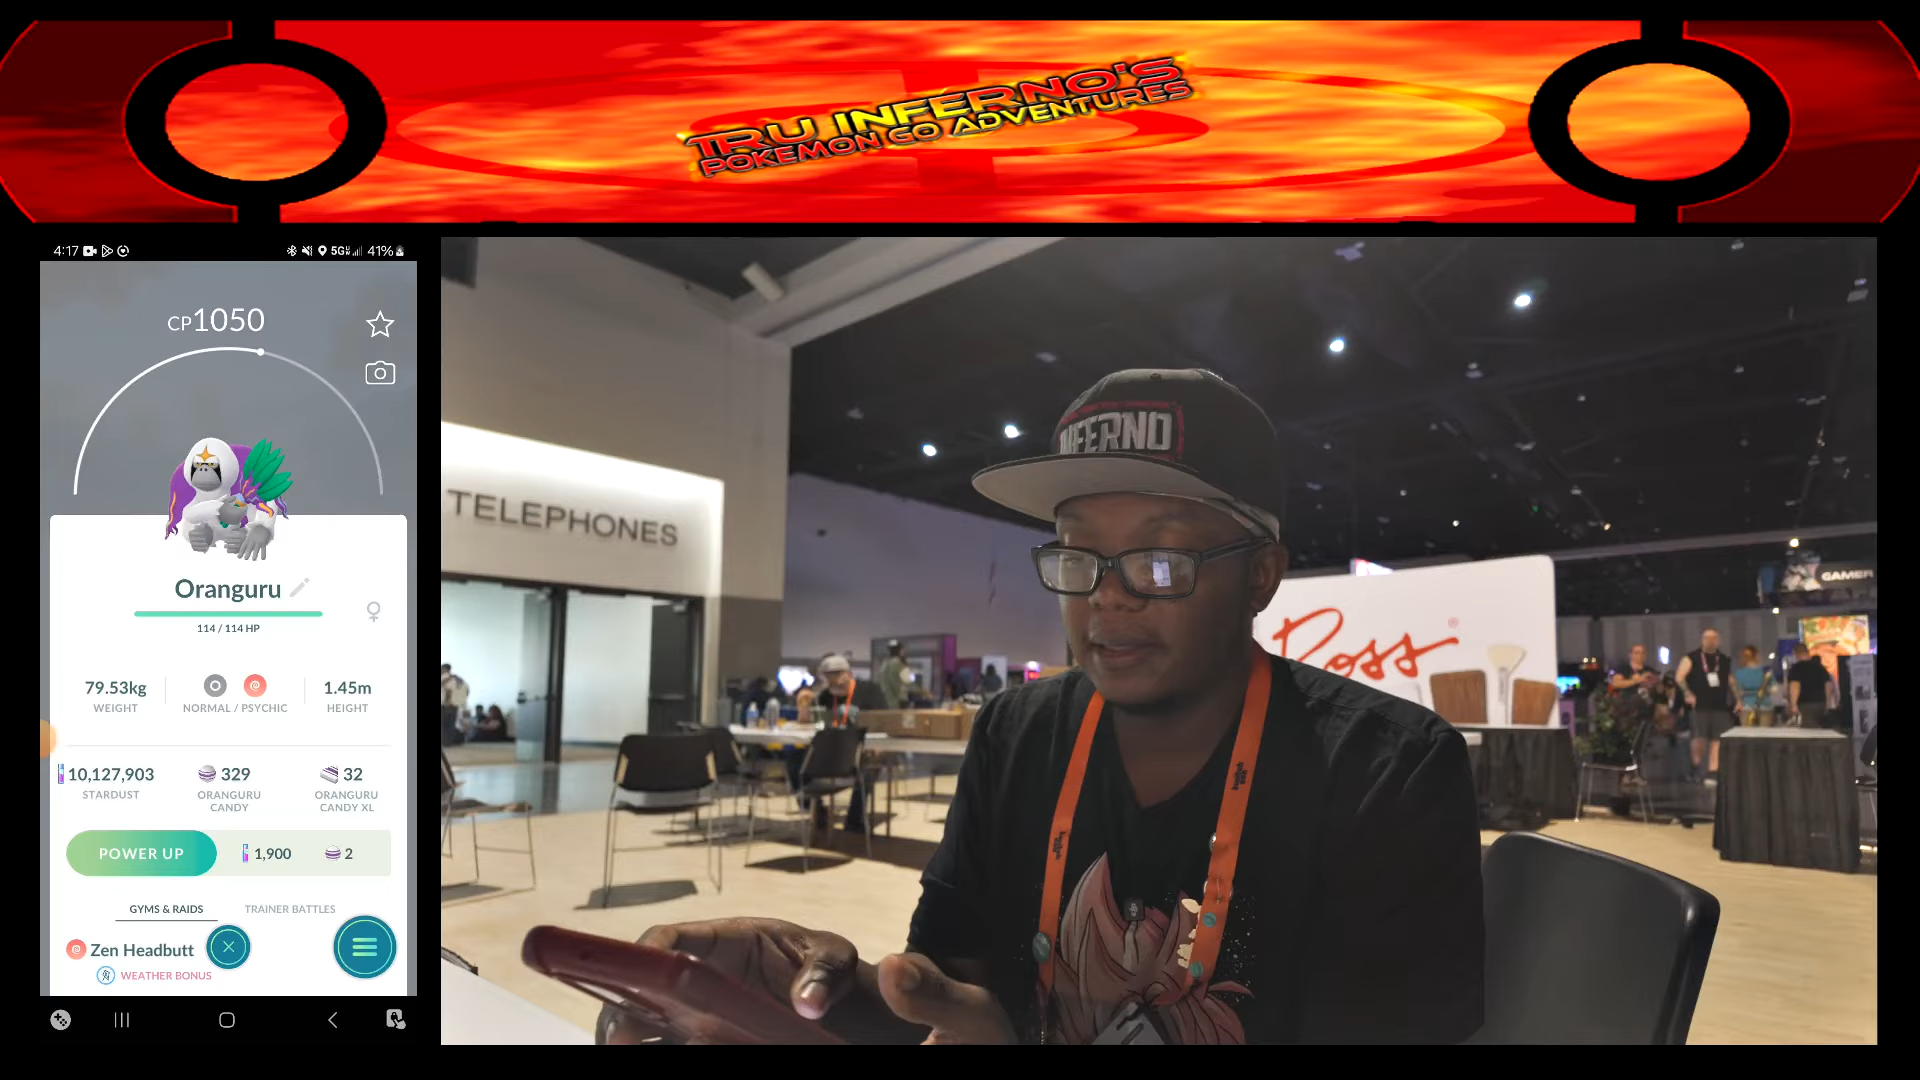 TRU INFERNO'S
POKEMON GO ADVENTURES
4:17
5G
41%
CP1050
Oranguru
114 / 114 HP
79.53kg
WEIGHT
NORMAL / PSYCHIC
1.45m
HEIGHT
10,127,903
STARDUST
329
ORANGURU
CANDY
32
ORANGURU
CANDY XL
POWER UP
1,900
2
GYMS & RAIDS
TRAINER BATTLES
Zen Headbutt
WEATHER BONUS
TELEPHONES
INFERNO
Ross
GAMER